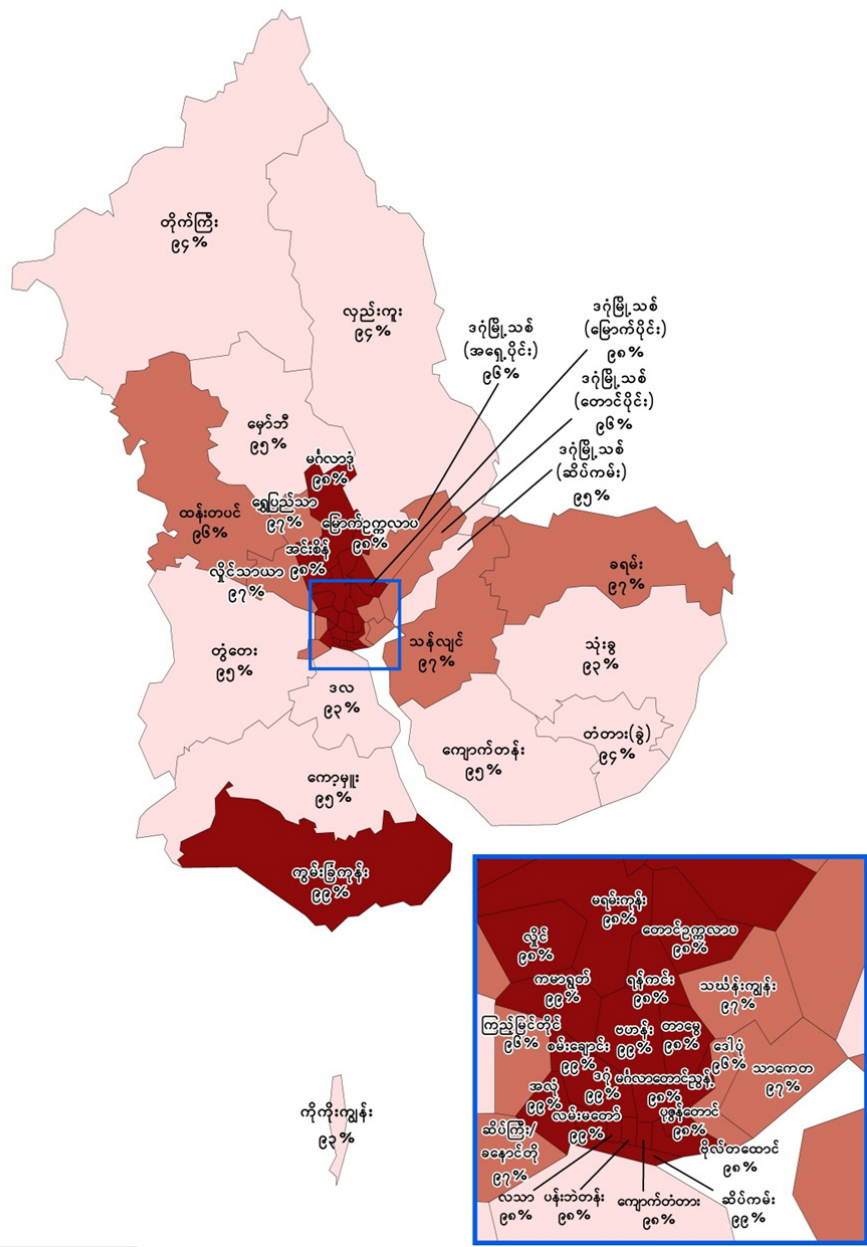 တိုက်ကြီး
၉၄%
လှည်းကူး
၉၄%
ဒဂုံမြို့သစ်
(မြောက်ပိုင်း)
၉၈%
ဒဂုံမြို့သစ်
(အရှေ့ပိုင်း)
၉၆%
ဒဂုံမြို့သစ်
(တောင်ပိုင်း)
၉၆%
ဒဂုံမြို့သစ်
(ဆိပ်ကမ်း)
၉၅%
မှော်ဘီ
၉၅%
မင်္ဂလာဒုံ
၉၈%
ရွှေပြည်သာ
၉၇%
ထန်းတပင်
၉၆%
မြောက်ဥက္ကလာပ
၉၈%
အင်းစိန်
၉၈%
လှိုင်သာယာ
၉၇%
ခရမ်း
၉၇%
တွံတေး
၉၅%
သန်လျင်
၉၇%
သုံးခွ
၉၃%
ဒလ
၉၃%
တံတား(ခွဲ)
၉၄%
ကျောက်တန်း
၉၅%
ကော့မှူး
၉၅%
ကွမ်းခြံကုန်း
၉၉%
ကိုကိုးကျွန်း
၉၃%
မရမ်းကုန်း
၉၈%
လှိုင်
၉၈%
တောင်ဥက္ကလာပ
၉၈%
ကမာရွတ်
၉၉%
ရန်ကင်း
၉၈%
သင်္ဃန်းကျွန်း
၉၇%
ကြည့်မြင်တိုင်
၉၆%
စမ်းချောင်း
၉၉%
ဗဟန်း
၉၉%
တာမွေ
၉၈%
ဒေါပုံ
၉၆%
သာကေတ
၉၇%
အလုံ
၉၉%
ဒဂုံ
၉၉%
မင်္ဂလာတောင်ညွန့်
၉၈%
လမ်းမတော်
၉၉%
ပုဇွန်တောင်
၉၈%
ဆိပ်ကြီး/
ခနောင်တို
၉၇%
ဗိုလ်တထောင်
၉၈%
လသာ
၉၈%
ပန်းဘဲတန်း
၉၈%
ကျောက်တံတား
၉၈%
ဆိပ်ကမ်း
၉၉%